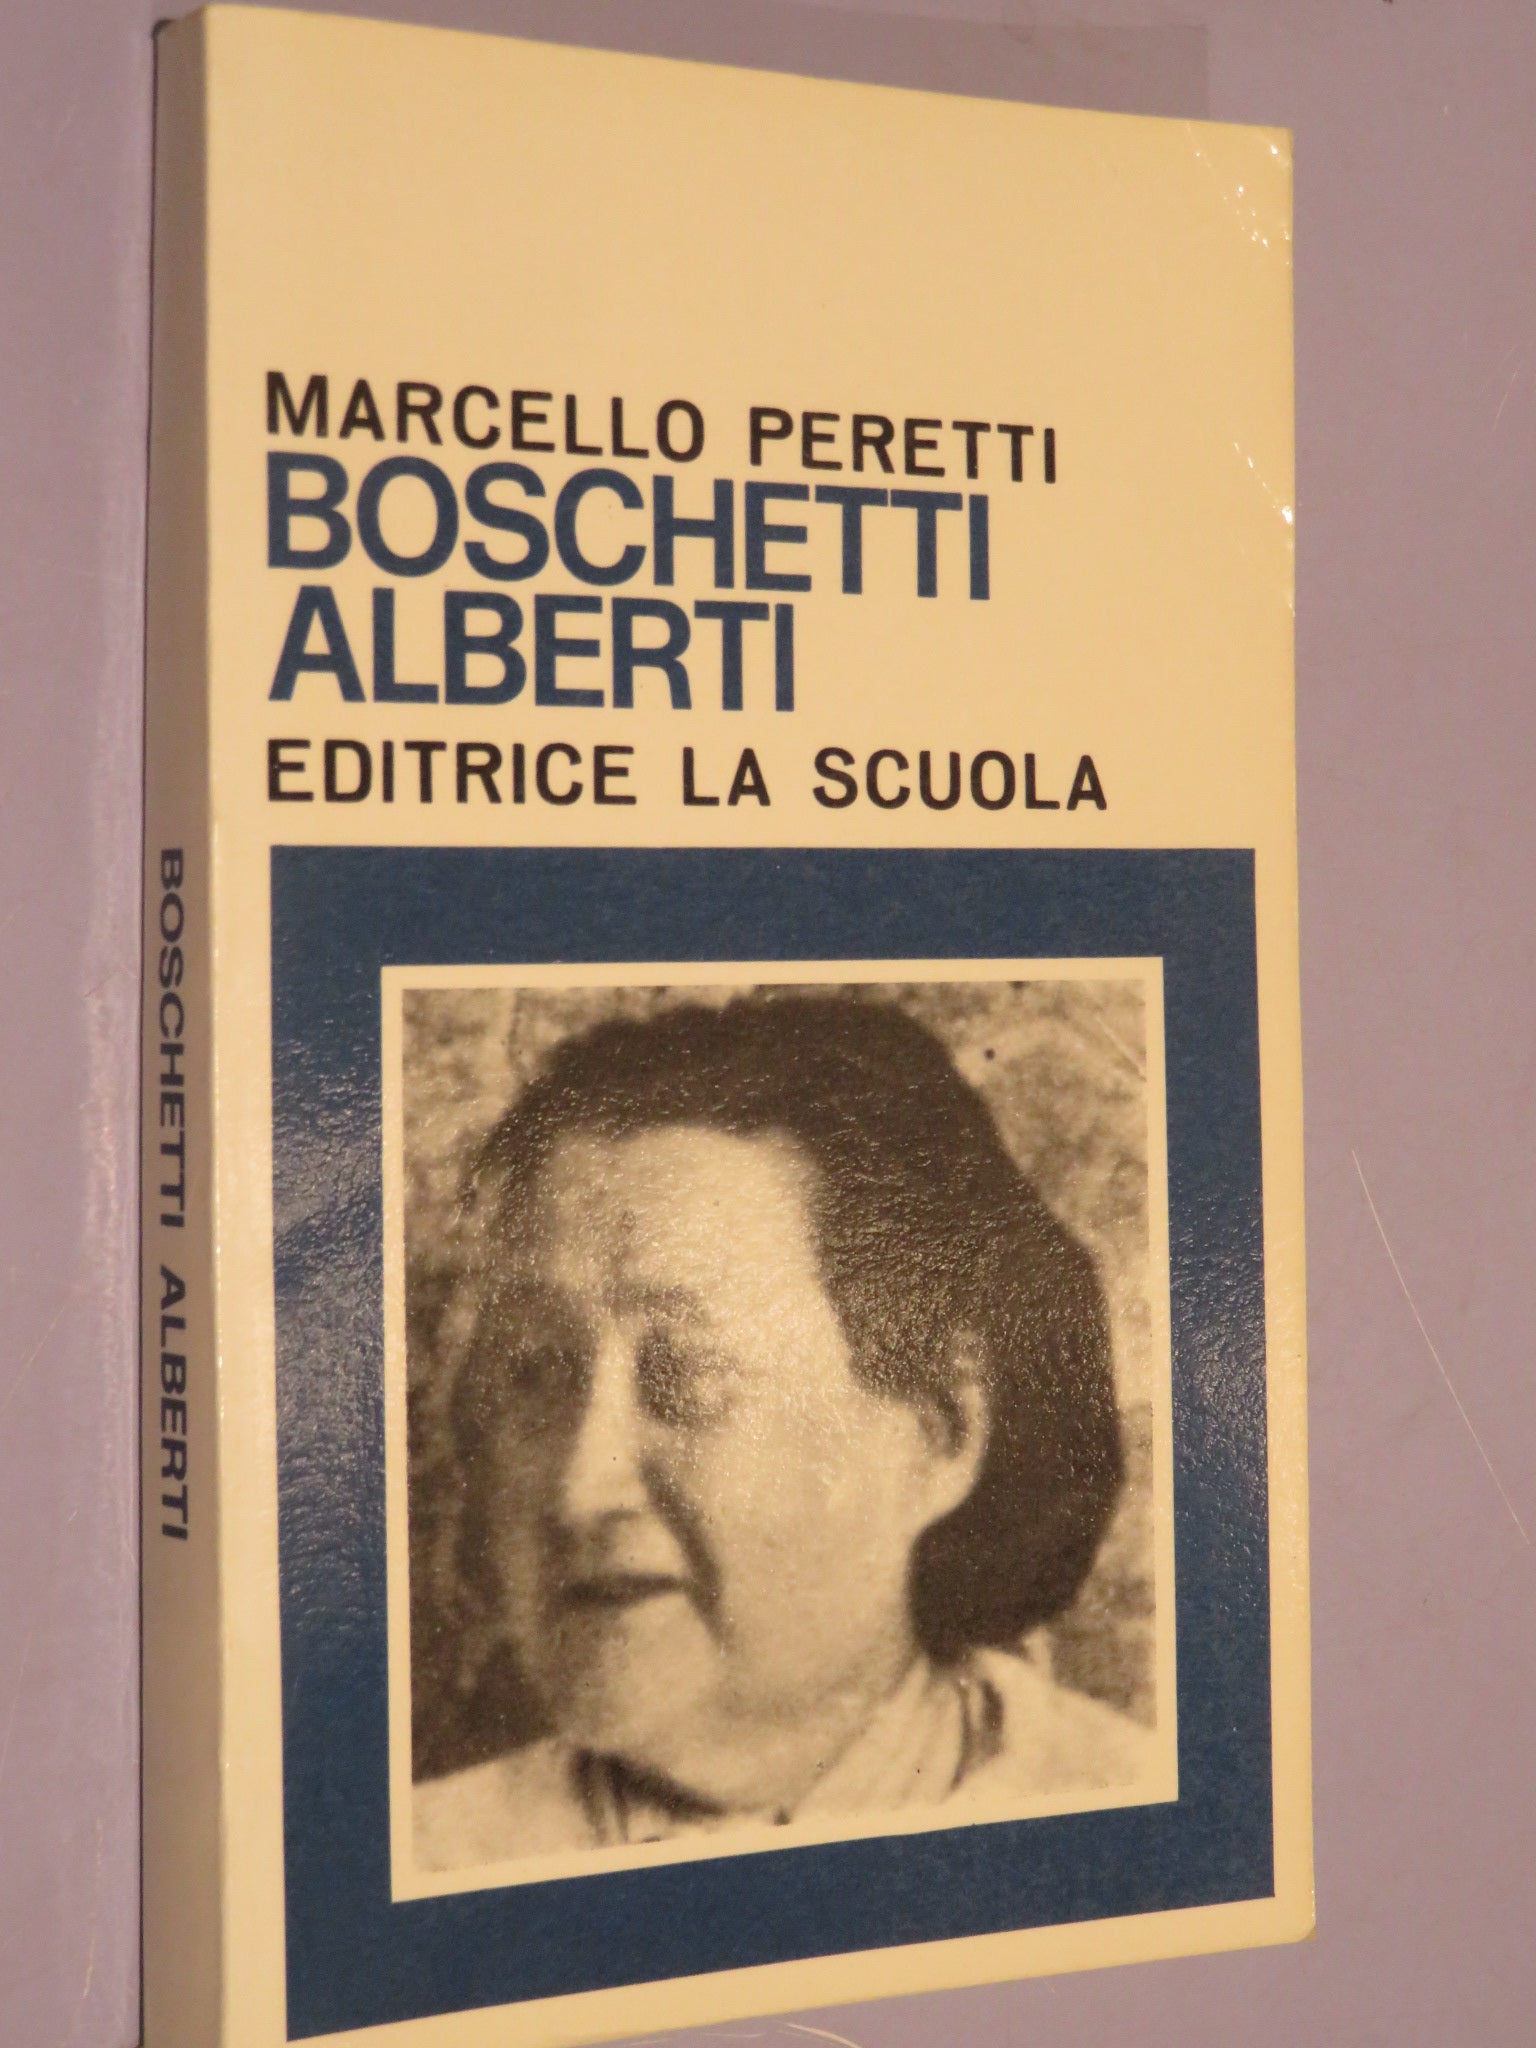 MARCELLO PERETTI
BOSCHETTI
ALBERTI
EDITRICE LA SCUOLA
BOSCHETTI ALBERTI